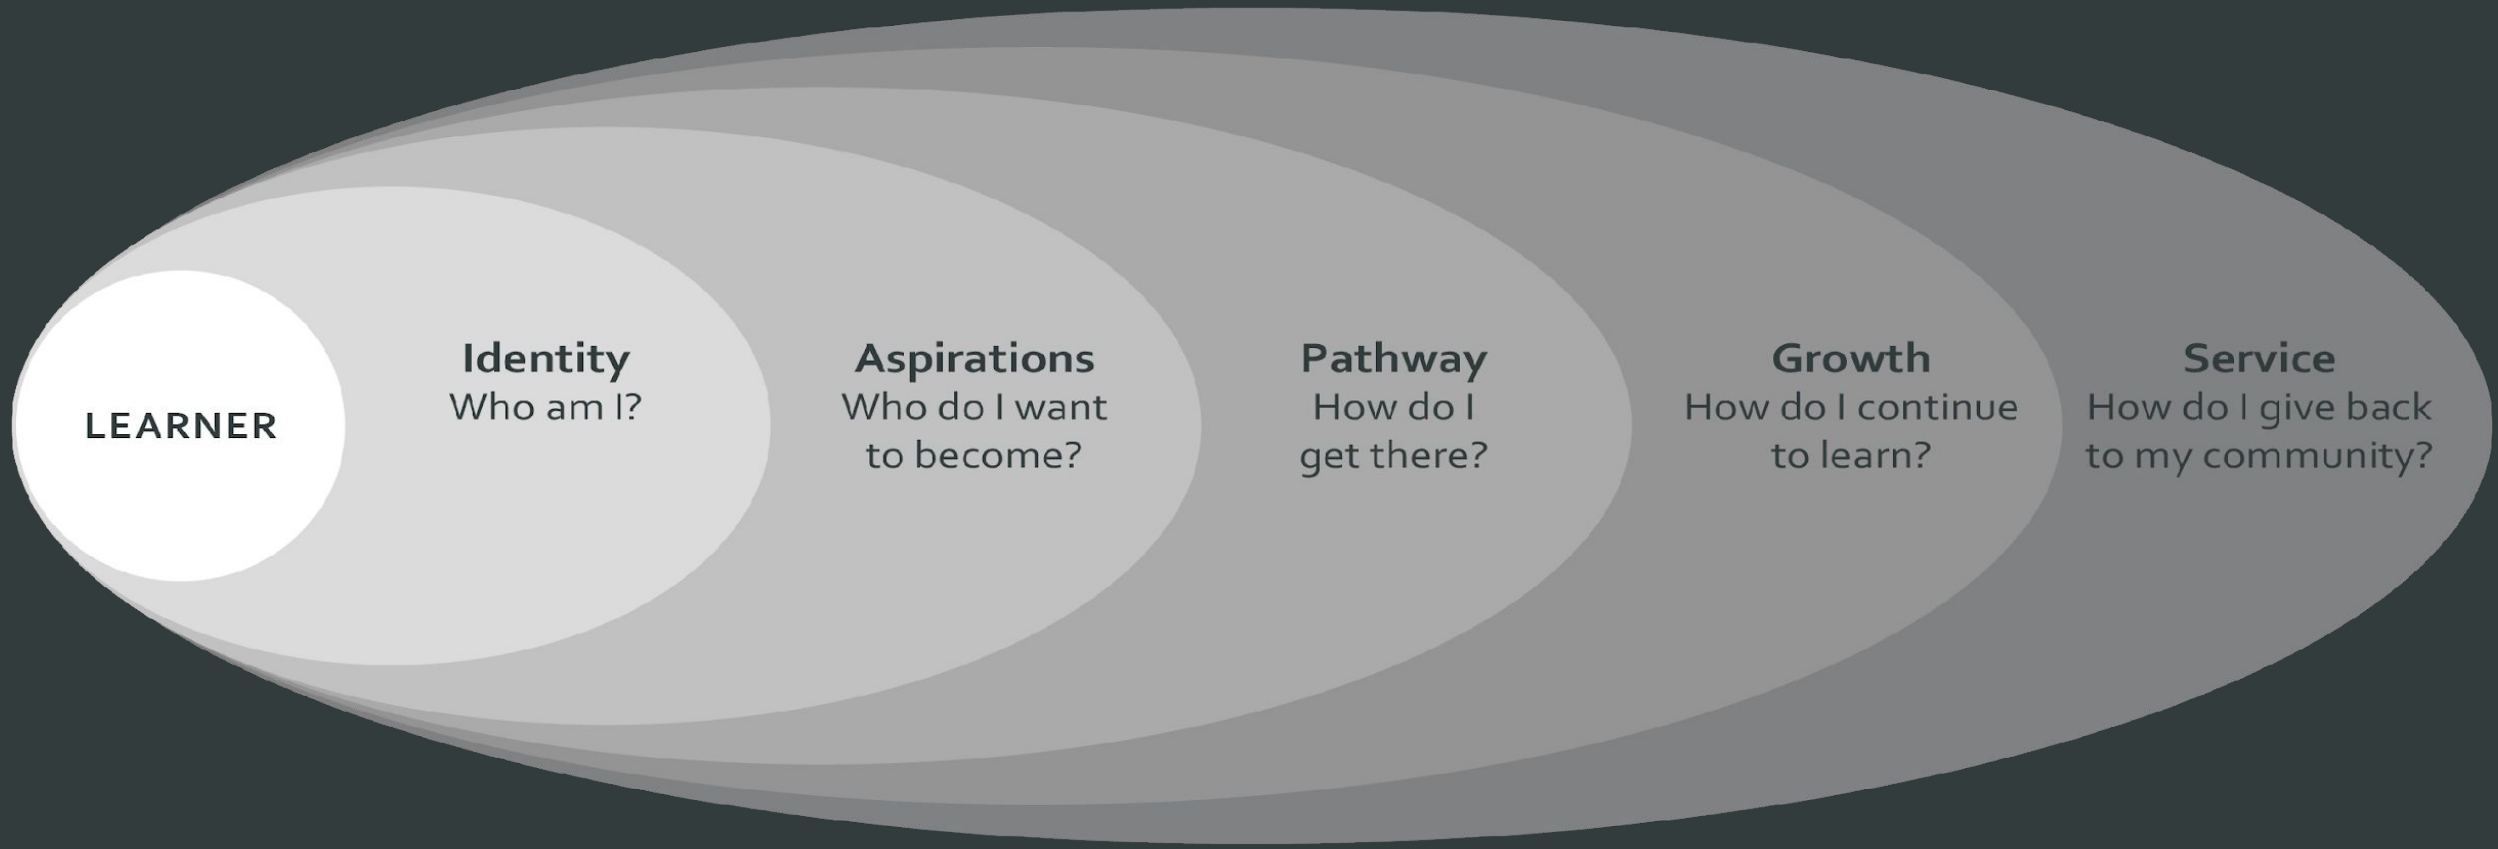 LEARNER
Identity
Who am I?
Aspirations
Who do I want
to become?
Pathway
How do I
get there?
Growth
How do I continue
to learn?
Service
How do I give back
to my community?